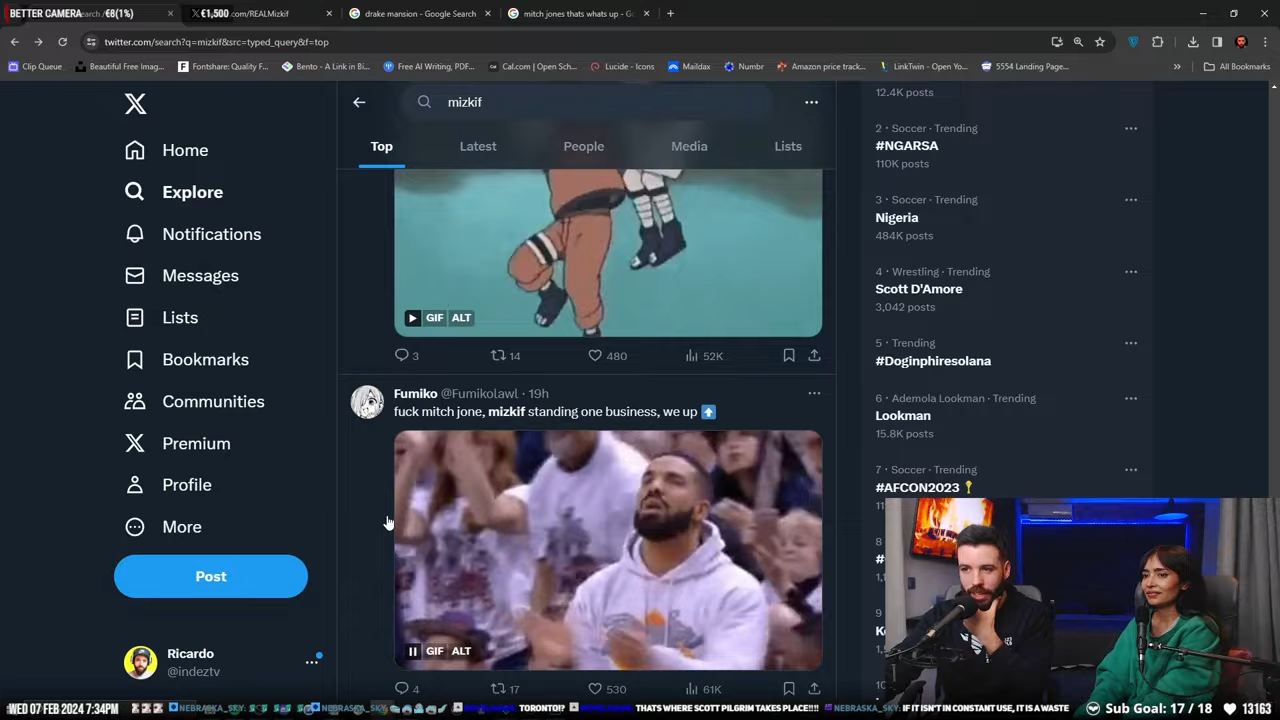 BETTER CAMERA €8(1%)
X€1,500
.com/REALMizkif
drake mansion - Google Search
mitch jones thats whats up - Go
twitter.com/search?q=mizkif&src=typed_query&f=top
Clip Queue
Beautiful Free Imag...
Fontshare: Quality F...
Bento - A Link in Bi...
Free AI Writing, PDF...
Cal.com | Open Sch...
Lucide - Icons
Maildax
Numbr
Amazon price track...
LinkTwin - Open Yo...
5554 Landing Page...
All Bookmarks
Home
Explore
Notifications
Messages
Lists
Bookmarks
Communities
Premium
Profile
More
Post
Ricardo
@indeztv
mizkif
Top
Latest
People
Media
Lists
GIF ALT
3
14
480
52K
Fumiko @Fumikolawl · 19h
fuck mitch jone, mizkif standing one business, we up
GIF ALT
4
17
530
61K
12.4K posts
2 · Soccer · Trending
#NGARSA
110K posts
3 · Soccer · Trending
Nigeria
484K posts
4 · Wrestling · Trending
Scott D'Amore
3,042 posts
5 · Trending
#Doginphiresolana
6 · Ademola Lookman · Trending
Lookman
15.8K posts
7 · Soccer · Trending
#AFCON2023
8
9
WED 07 FEB 2024 7:34PM
NEBRASKA_SKY:
NEBRASKA_SKY:
TORONTO!?
THATS WHERE SCOTT PILGRIM TAKES PLACE!!!!
NEBRASKA_SKY: IF IT ISN'T IN CONSTANT USE, IT IS A WASTE
Sub Goal: 17 / 18
13163